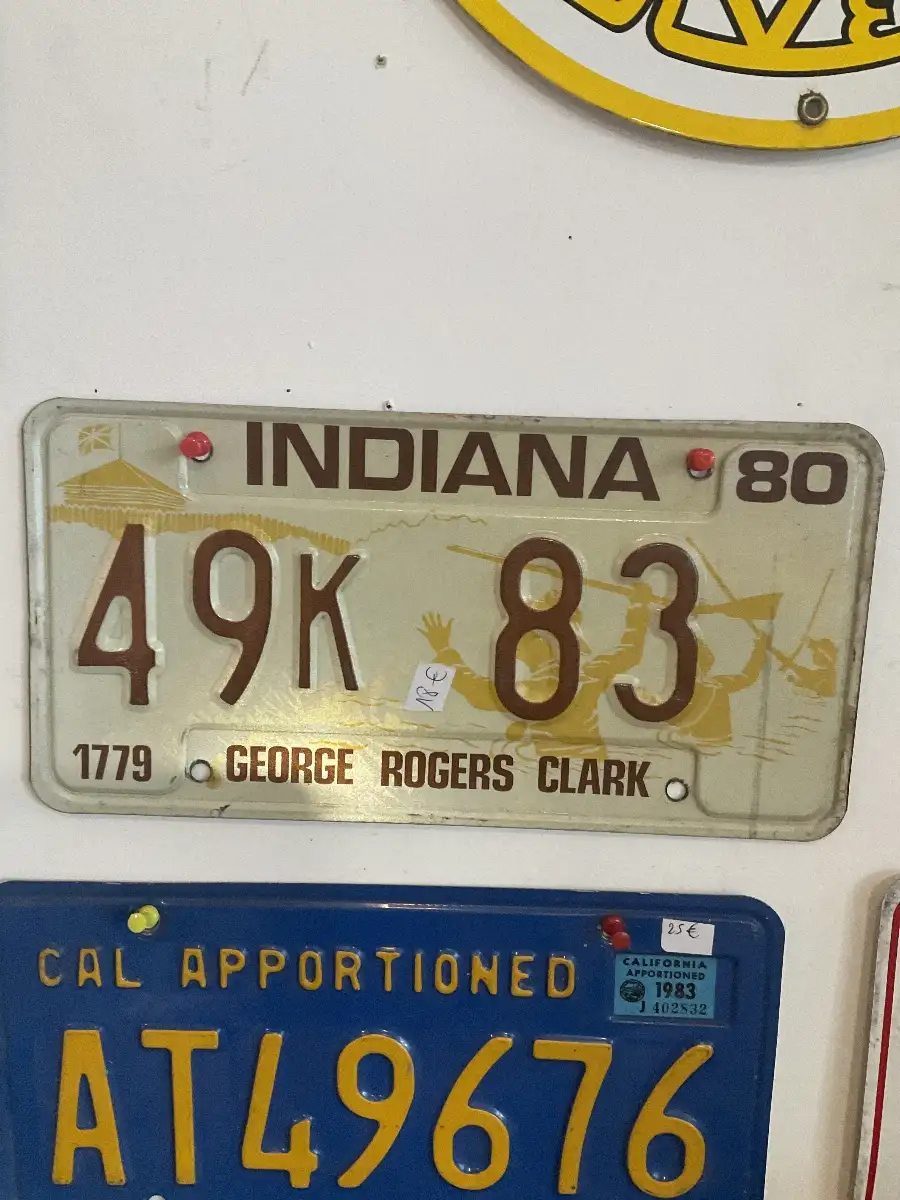 INDIANA 80
49K 83
18 €
1779 GEORGE ROGERS CLARK
25 €
CAL APPORTIONED
CALIFORNIA
APPORTIONED
1983
J 402832
AT49676